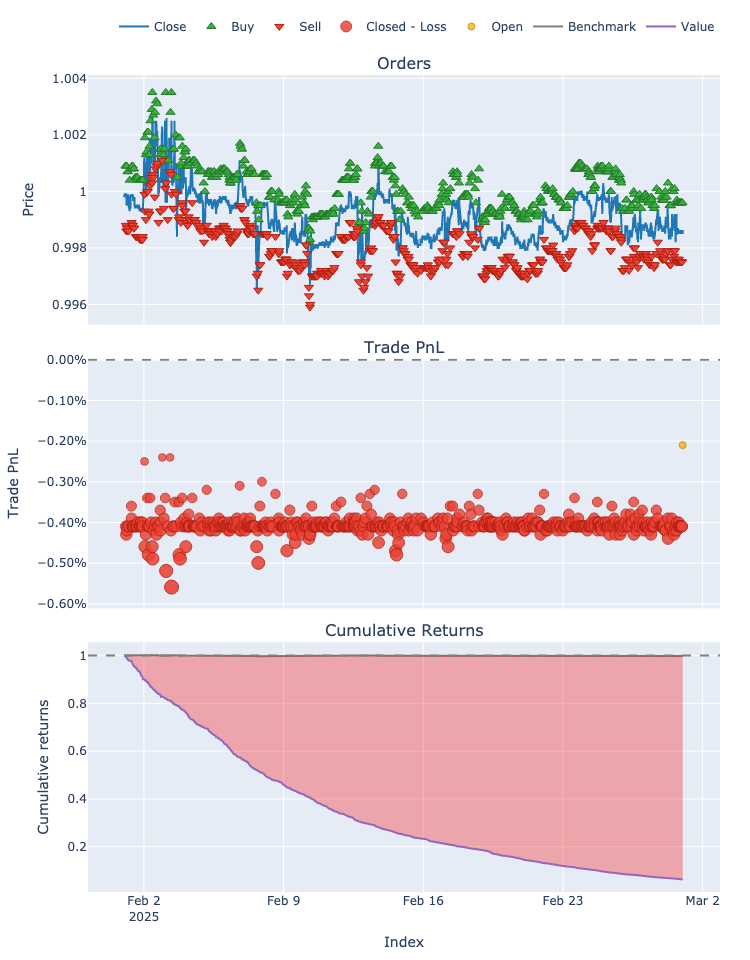 Close Buy Sell Closed - Loss Open Benchmark Value
Orders
1.004
1.002
1
0.998
0.996
Price
Trade PnL
0.00%
−0.10%
−0.20%
−0.30%
−0.40%
−0.50%
−0.60%
Trade PnL
Cumulative Returns
1
0.8
0.6
0.4
0.2
Cumulative returns
Feb 2 Feb 9 Feb 16 Feb 23 Mar 2
2025
Index